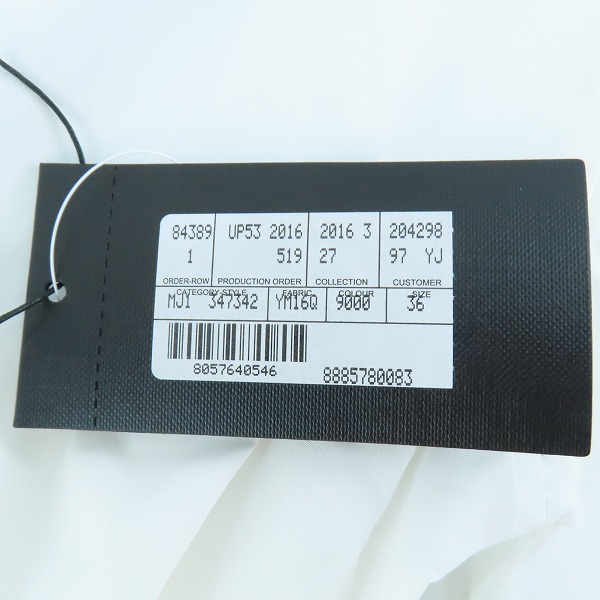 84389 UP53 2016 2016 3 204298
1 519 27 97 YJ
ORDER-ROW PRODUCTION ORDER COLLECTION CUSTOMER
CATEGORY-STYLE FABRIC COLOUR SIZE
MJ1 347342 YM16Q 9000 36
8057640546 8885780083